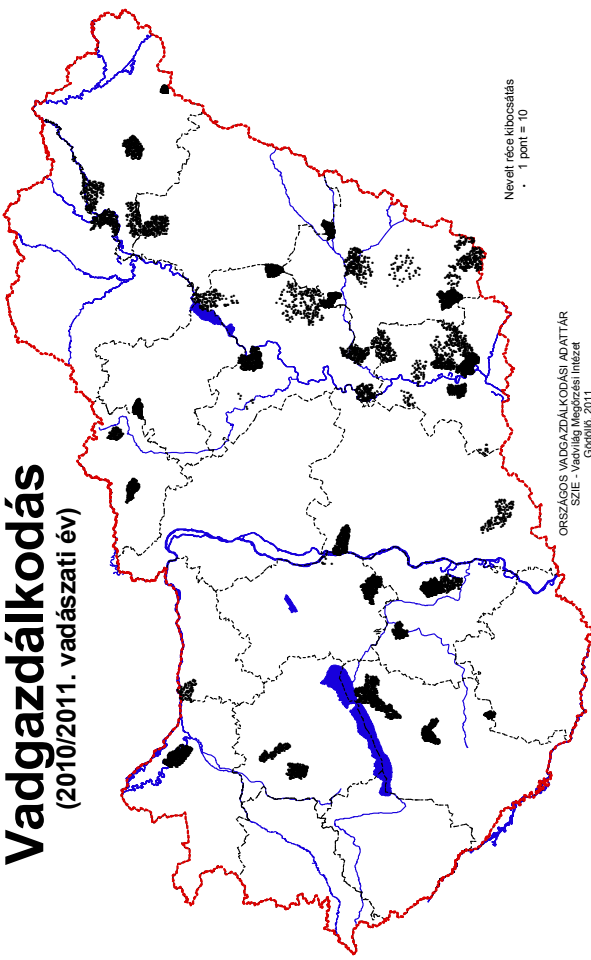 Vadgazdálkodás
(2010/2011. vadászati év)
Nevelt réce kibocsátás
· 1 pont = 10
ORSZÁGOS VADGAZDÁLKODÁSI ADATTÁR
SZIE - Vadvilág Megőrzési Intézet
Gödöllő, 2011